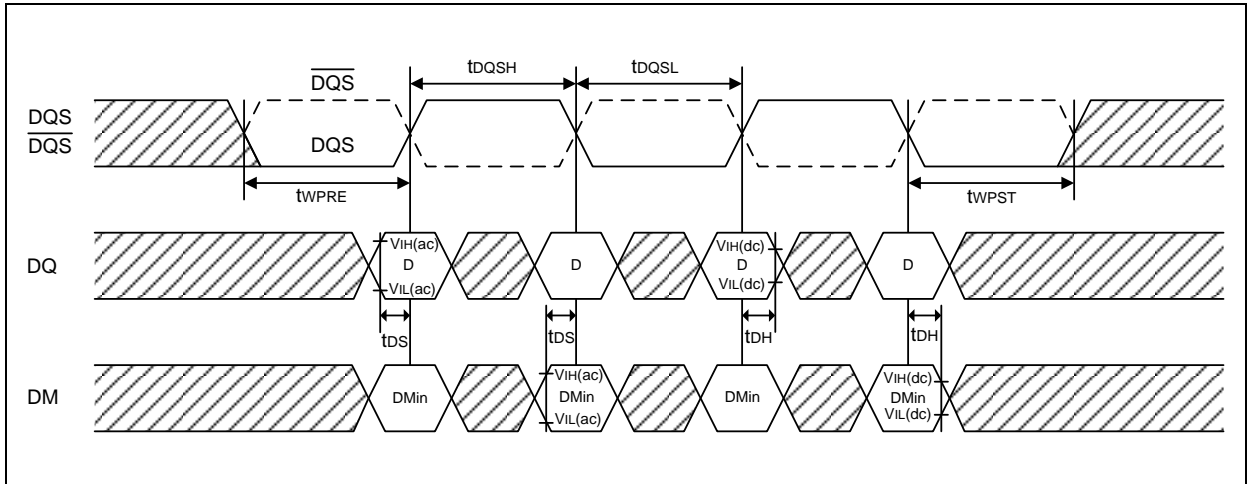 DQS
tDQSH
tDQSL
DQS
DQS
DQS
tWPRE
tWPST
DQ
VIH(ac)
D
VIL(ac)
D
VIH(dc)
D
VIL(dc)
D
tDS
tDS
tDH
tDH
DM
DMin
VIH(ac)
DMin
VIL(ac)
DMin
VIH(dc)
DMin
VIL(dc)